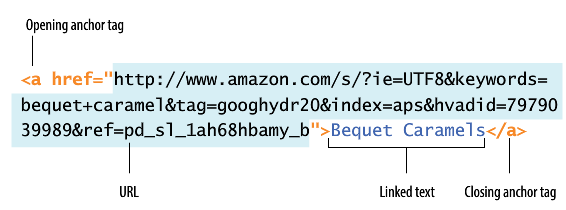 Opening anchor tag
<a href="http://www.amazon.com/s/?ie=UTF8&keywords=
bequet+caramel&tag=googhydr20&index=aps&hvadid=79790
39989&ref=pd_sl_1ah68hbamy_b">Bequet Caramels</a>
URL
Linked text
Closing anchor tag